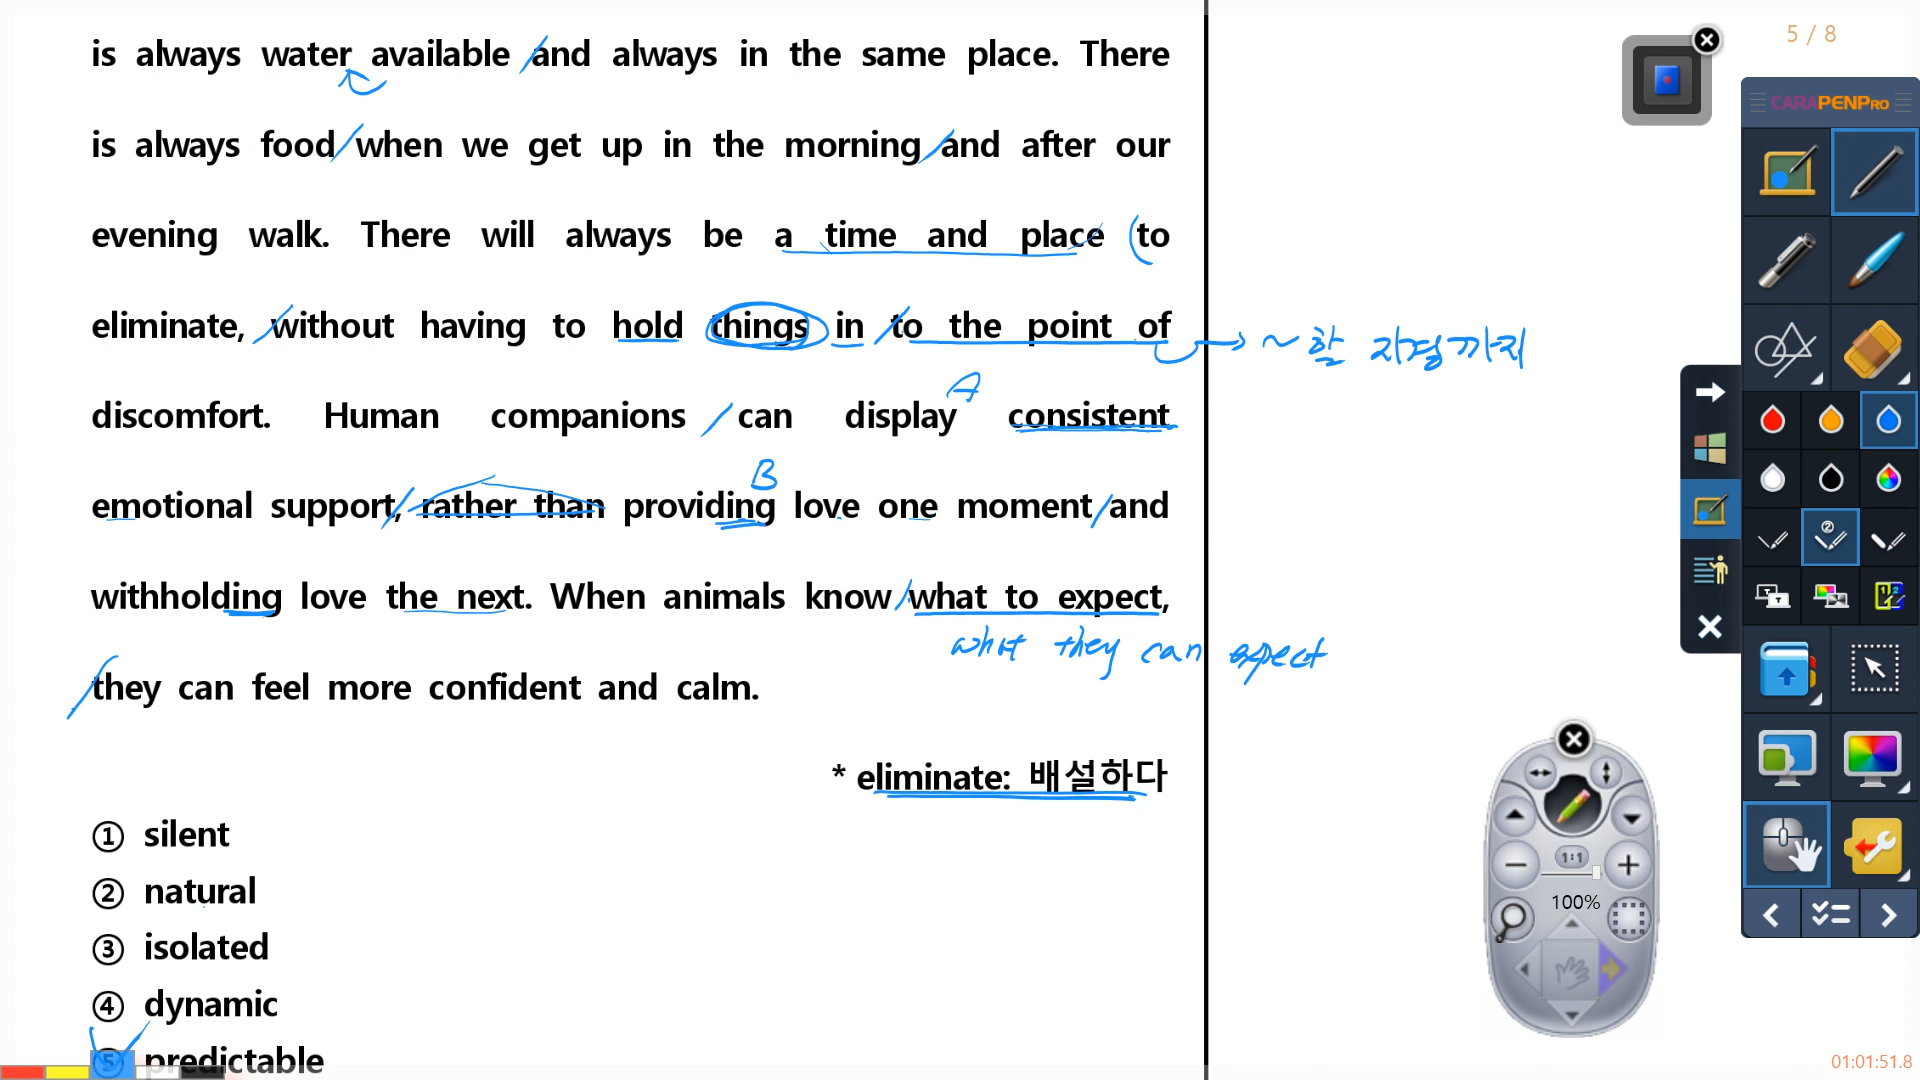 is always water available and always in the same place. There
is always food when we get up in the morning and after our
evening walk. There will always be a time and place to
eliminate, without having to hold things in to the point of
~할 지경까지
A
discomfort. Human companions can display consistent
B
emotional support, rather than providing love one moment and
withholding love the next. When animals know what to expect,
what they can expect
they can feel more confident and calm.
* eliminate: 배설하다
① silent
② natural
③ isolated
④ dynamic
⑤ predictable
5 / 8
CARAPENPRO
②
1:1
100%
01:01:51.8